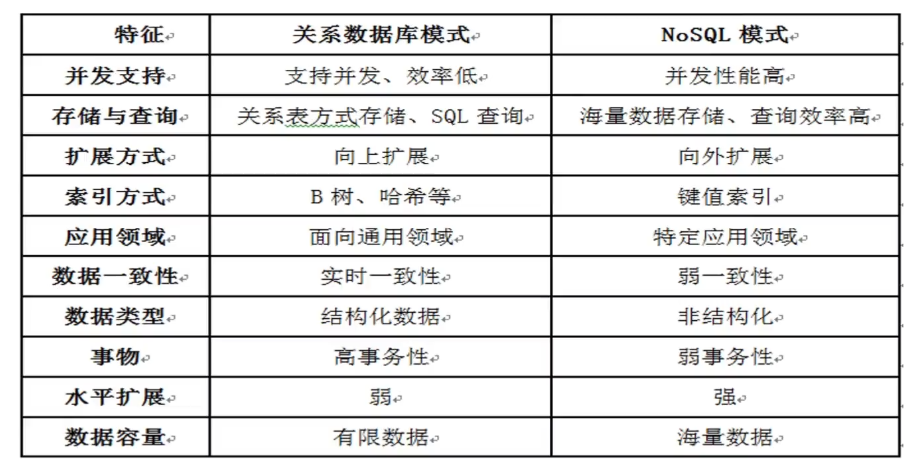 特征 关系数据库模式 NoSQL 模式
并发支持 支持并发、效率低 并发性能高
存储与查询 关系表方式存储、SQL 查询 海量数据存储、查询效率高
扩展方式 向上扩展 向外扩展
索引方式 B 树、哈希等 键值索引
应用领域 面向通用领域 特定应用领域
数据一致性 实时一致性 弱一致性
数据类型 结构化数据 非结构化
事物 高事务性 弱事务性
水平扩展 弱 强
数据容量 有限数据 海量数据